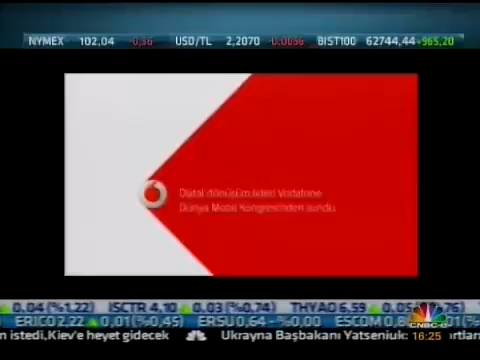 NYMEX 102,04 -0,56 USD/TL 2,2070 -0,0036 BIST100 62744,44 +965,20
Dijital dönüşüm lideri Vodafone
Dünya Mobil Kongresinden sundu
0.04 (%1.22) ISCTR 4.10 0.03 (%0.74) THYAO 6.59 0.05
ERICO 2,22 0,01(%0,45) ERSU 0,64 -%0,00 ESCOM
CNBC-e
n istedi, Kiev'e heyet gidecek Ukrayna Başbakanı Yatseniuk: 16:25